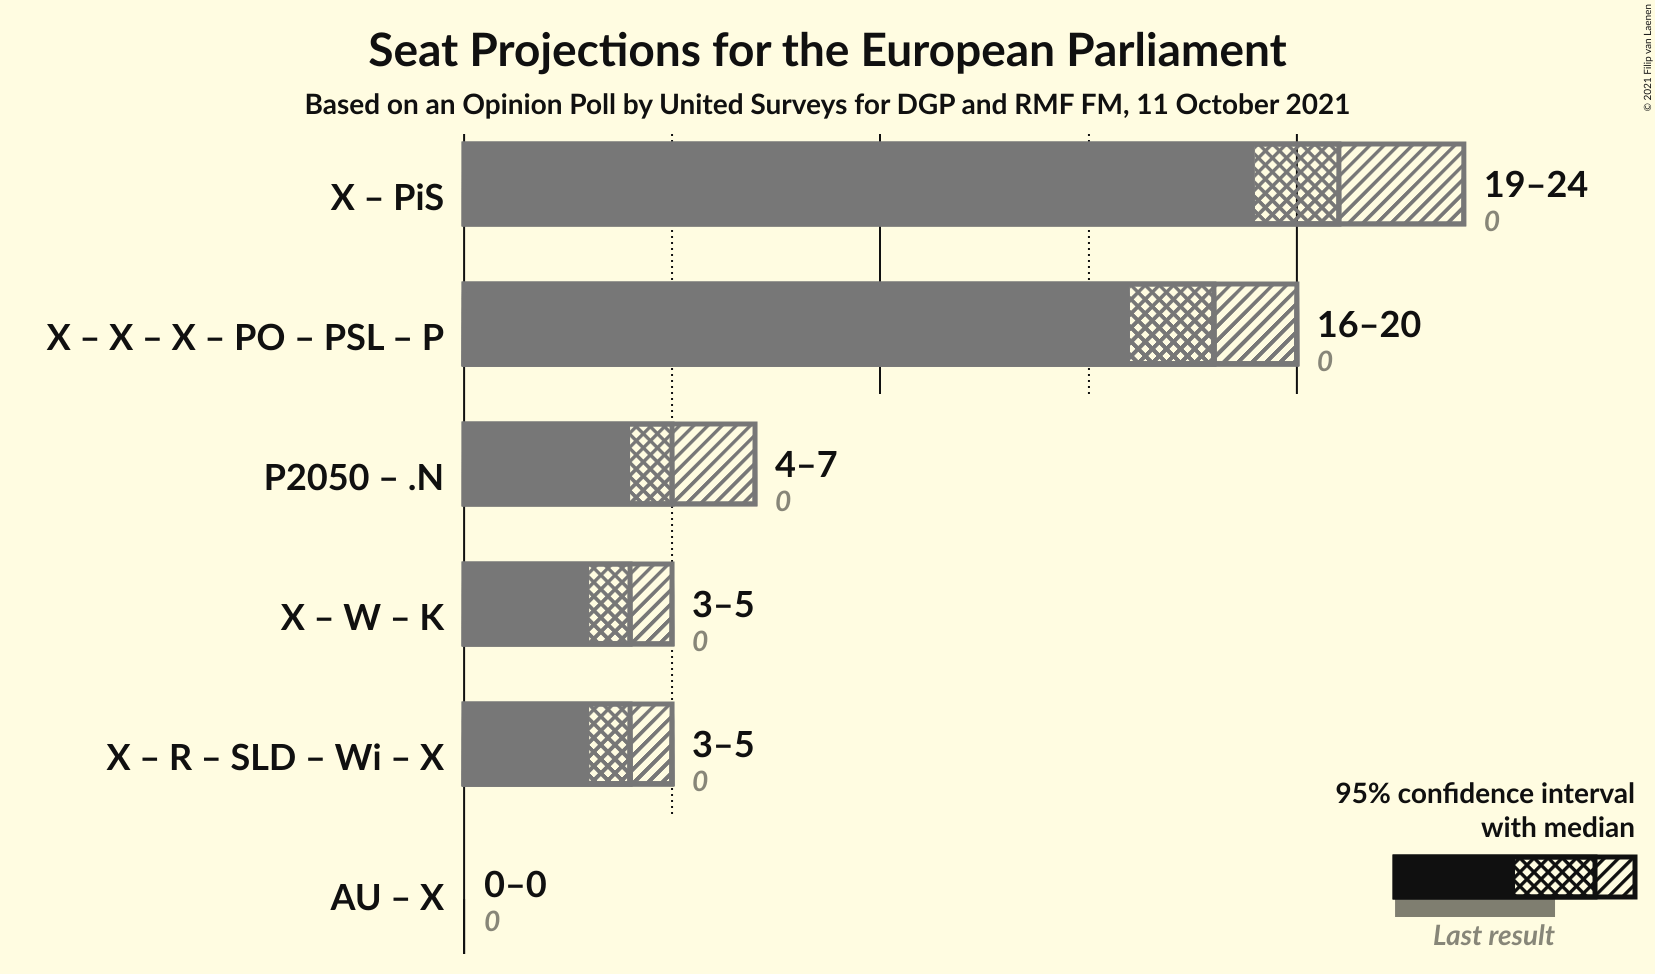 Seat Projections for the European Parliament
Based on an Opinion Poll by United Surveys for DGP and RMF FM, 11 October 2021
© 2021 Filip van Laenen
X – PiS
19–24
0
X – X – X – PO – PSL – P
16–20
0
P2050 – .N
4–7
0
X – W – K
3–5
0
X – R – SLD – Wi – X
3–5
0
AU – X
0–0
0
95% confidence interval
with median
Last result